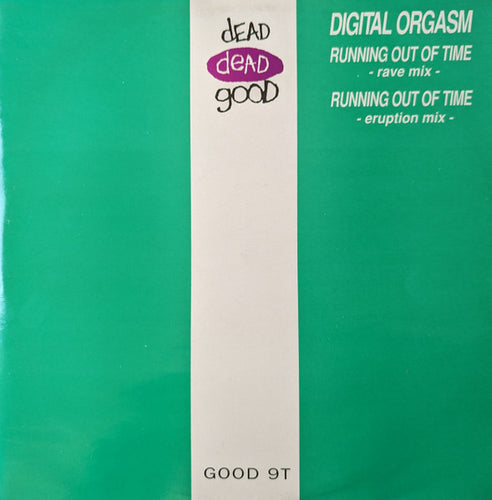 dEAD
deAD
gooD
DIGITAL ORGASM
RUNNING OUT OF TIME
- rave mix -
RUNNING OUT OF TIME
- eruption mix -
GOOD 9T